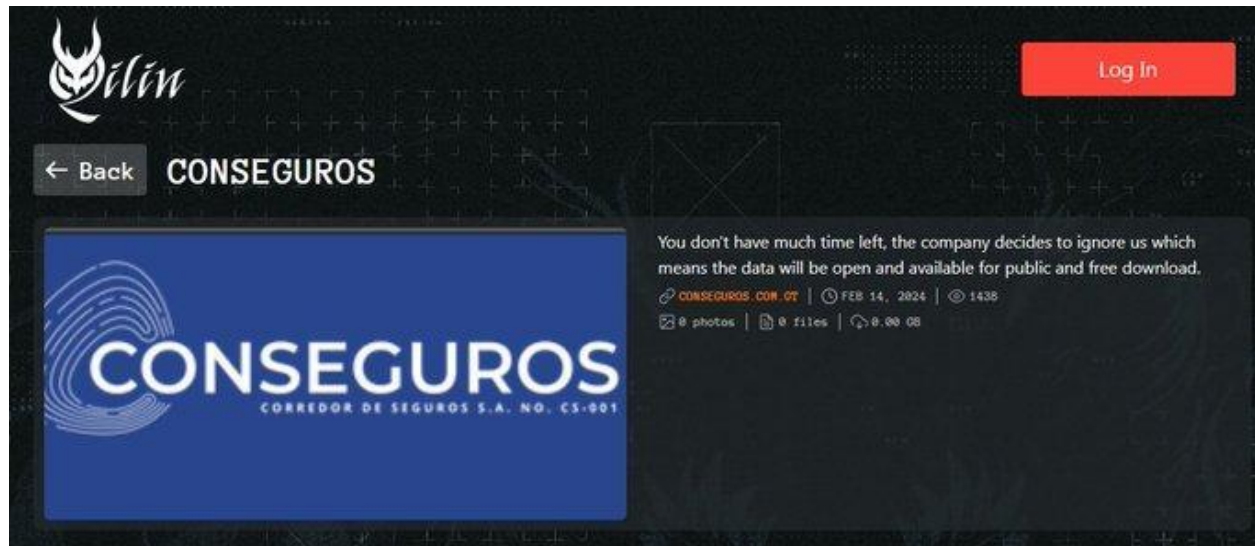 Qilin
Log In
← Back CONSEGUROS
CONSEGUROS
CORREDOR DE SEGUROS S.A. NO. CS-001
You don't have much time left, the company decides to ignore us which
means the data will be open and available for public and free download.
CONSEGUROS.COM.GT | FEB 14, 2024 | 1438
0 photos | 0 files | 0.00 GB